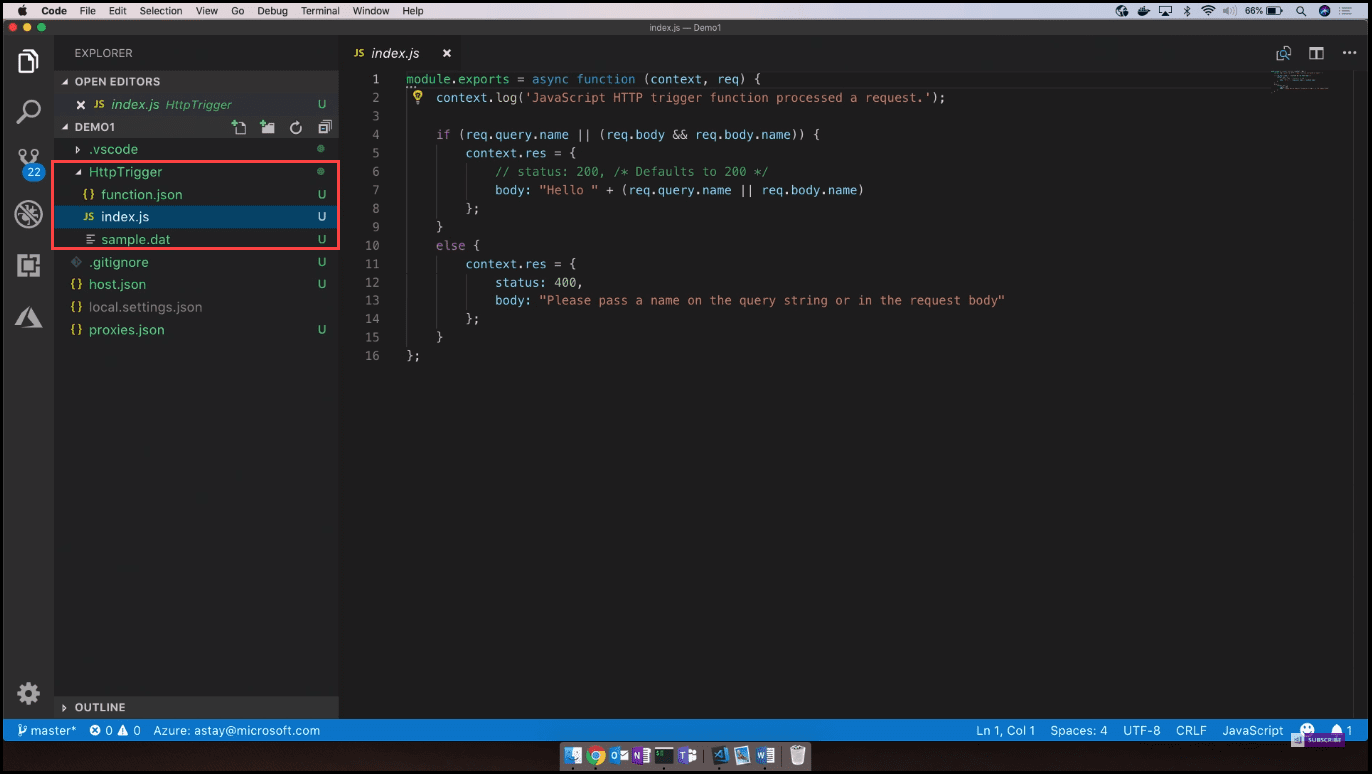 Code File Edit Selection View Go Debug Terminal Window Help 66%
index.js — Demo1
EXPLORER
OPEN EDITORS
JS index.js HttpTrigger U
DEMO1
.vscode
HttpTrigger
{} function.json U
JS index.js U
sample.dat U
.gitignore U
{} host.json U
{} local.settings.json
{} proxies.json U
22
OUTLINE
JS index.js
1 module.exports = async function (context, req) {
2 context.log('JavaScript HTTP trigger function processed a request.');
3
4 if (req.query.name || (req.body && req.body.name)) {
5 context.res = {
6 // status: 200, /* Defaults to 200 */
7 body: "Hello " + (req.query.name || req.body.name)
8 };
9 }
10 else {
11 context.res = {
12 status: 400,
13 body: "Please pass a name on the query string or in the request body"
14 };
15 }
16 };
master* 0 0 Azure: astay@microsoft.com Ln 1, Col 1 Spaces: 4 UTF-8 CRLF JavaScript 1
SUBSCRIBE